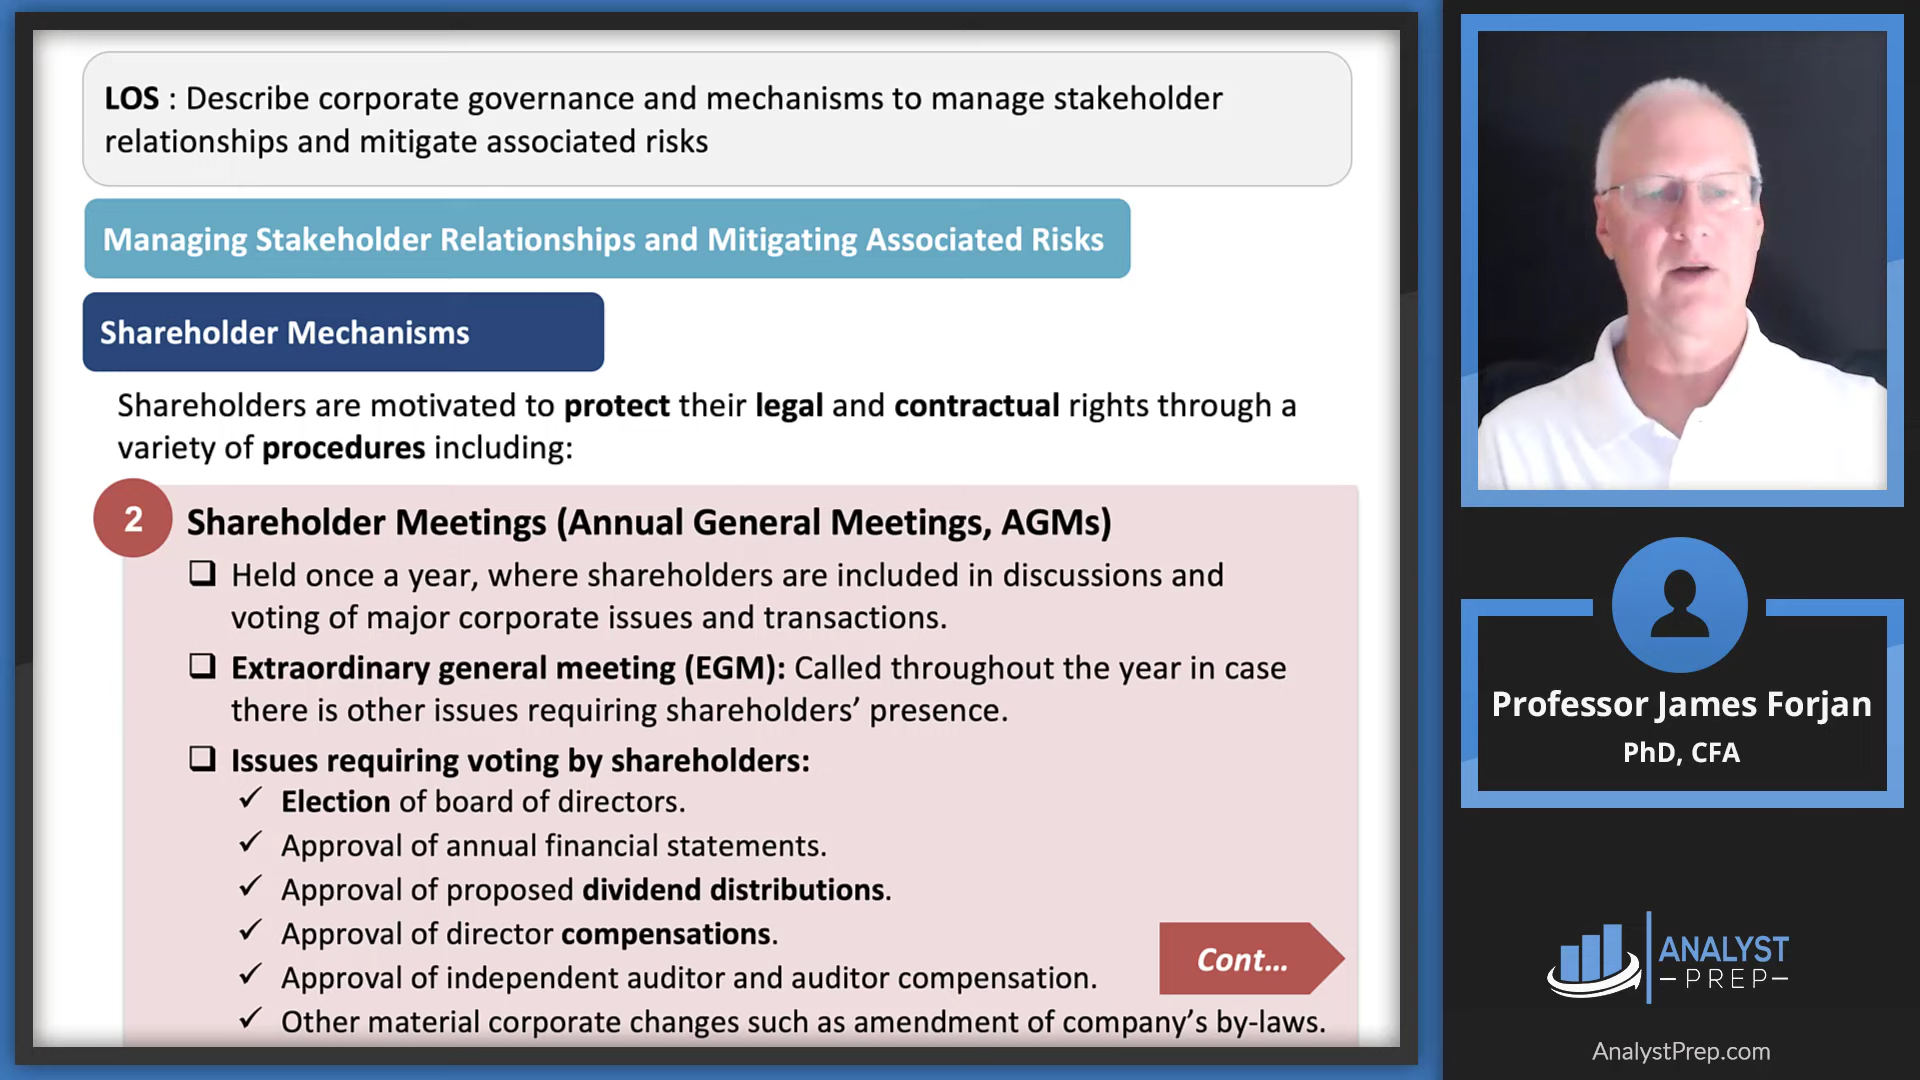 LOS : Describe corporate governance and mechanisms to manage stakeholder
relationships and mitigate associated risks
Managing Stakeholder Relationships and Mitigating Associated Risks
Shareholder Mechanisms
Shareholders are motivated to protect their legal and contractual rights through a
variety of procedures including:
2
Shareholder Meetings (Annual General Meetings, AGMs)
Held once a year, where shareholders are included in discussions and
voting of major corporate issues and transactions.
Extraordinary general meeting (EGM): Called throughout the year in case
there is other issues requiring shareholders’ presence.
Issues requiring voting by shareholders:
Election of board of directors.
Approval of annual financial statements.
Approval of proposed dividend distributions.
Approval of director compensations.
Approval of independent auditor and auditor compensation.
Other material corporate changes such as amendment of company’s by-laws.
Cont...
Professor James Forjan
PhD, CFA
ANALYST
PREP
AnalystPrep.com